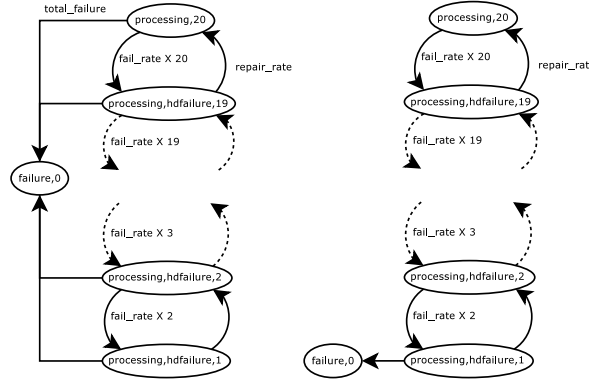 total_failure
processing,20
fail_rate X 20
repair_rate
processing,hdfailure,19
fail_rate X 19
failure,0
fail_rate X 3
processing,hdfailure,2
fail_rate X 2
processing,hdfailure,1
processing,20
fail_rate X 20
repair_rat
processing,hdfailure,19
fail_rate X 19
fail_rate X 3
processing,hdfailure,2
fail_rate X 2
failure,0
processing,hdfailure,1